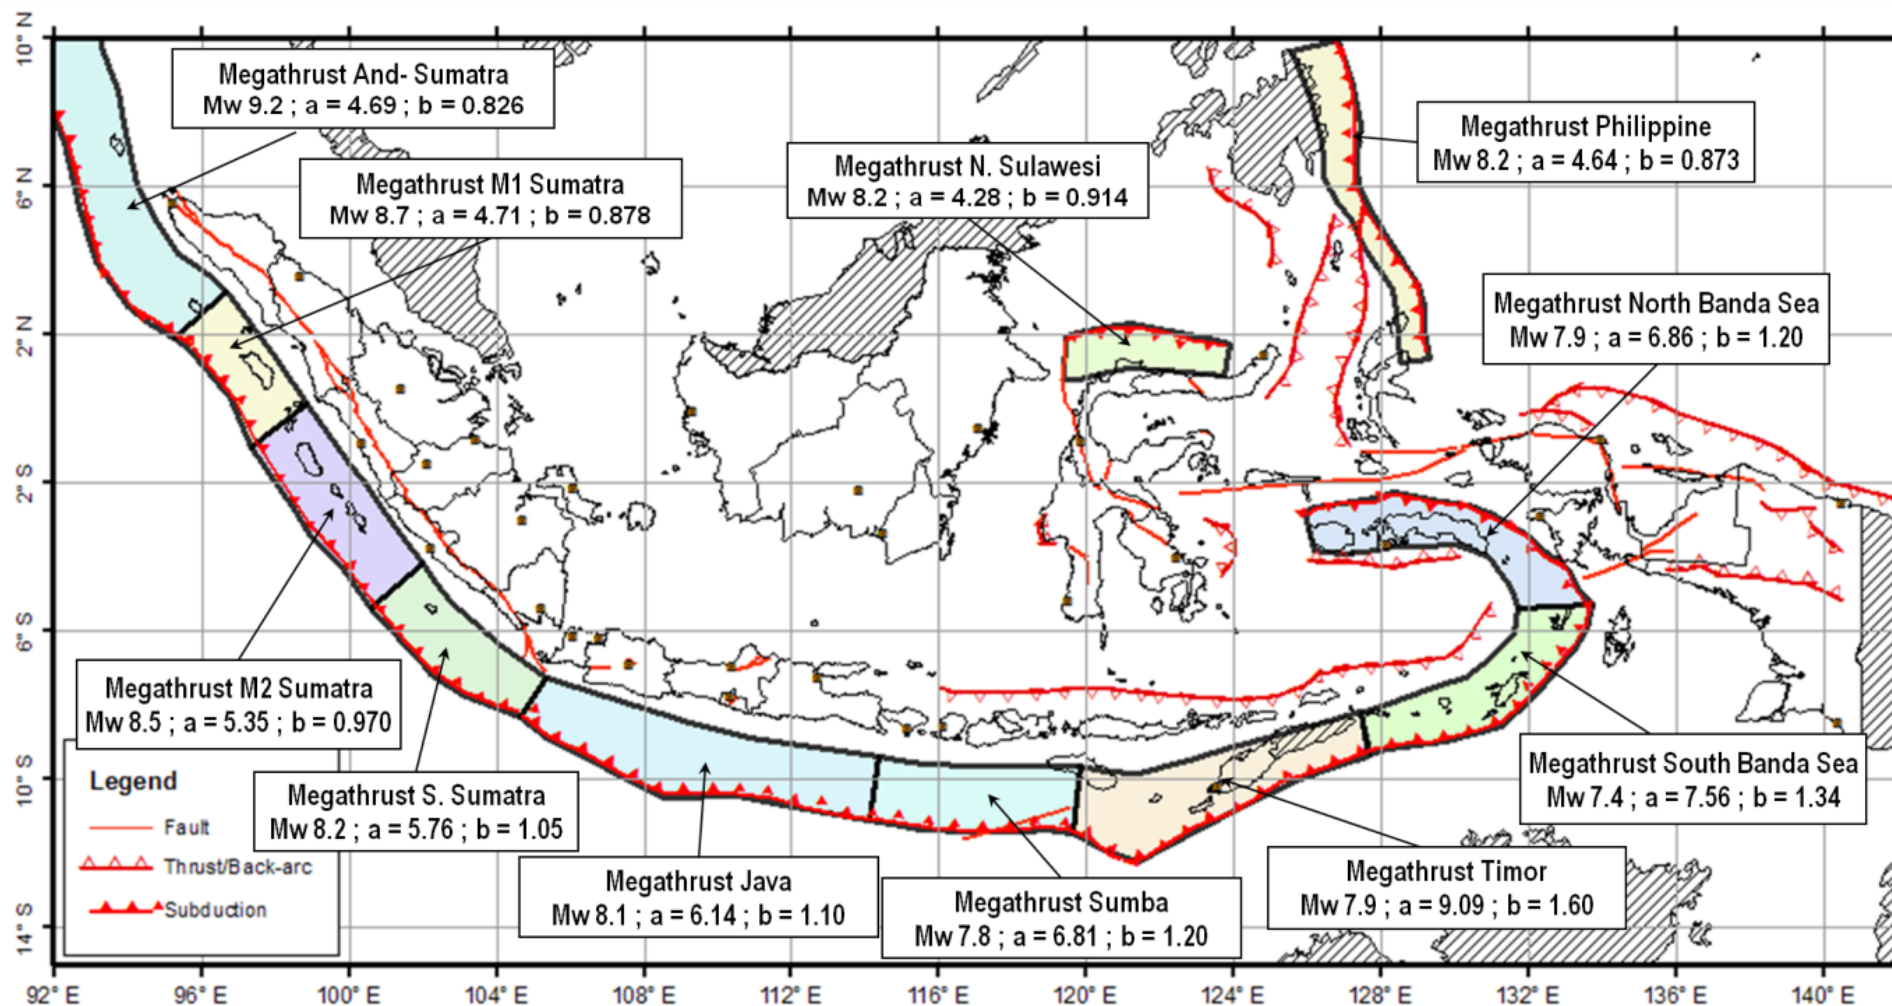 10° N
6° N
2° N
2° S
6° S
10° S
14° S
Megathrust And- Sumatra
Mw 9.2 ; a = 4.69 ; b = 0.826
Megathrust M1 Sumatra
Mw 8.7 ; a = 4.71 ; b = 0.878
Megathrust N. Sulawesi
Mw 8.2 ; a = 4.28 ; b = 0.914
Megathrust Philippine
Mw 8.2 ; a = 4.64 ; b = 0.873
Megathrust North Banda Sea
Mw 7.9 ; a = 6.86 ; b = 1.20
Megathrust M2 Sumatra
Mw 8.5 ; a = 5.35 ; b = 0.970
Megathrust S. Sumatra
Mw 8.2 ; a = 5.76 ; b = 1.05
Megathrust Java
Mw 8.1 ; a = 6.14 ; b = 1.10
Megathrust Sumba
Mw 7.8 ; a = 6.81 ; b = 1.20
Megathrust Timor
Mw 7.9 ; a = 9.09 ; b = 1.60
Megathrust South Banda Sea
Mw 7.4 ; a = 7.56 ; b = 1.34
Legend
Fault
Thrust/Back-arc
Subduction
92° E
96° E
100° E
104° E
108° E
112° E
116° E
120° E
124° E
128° E
132° E
136° E
140° E